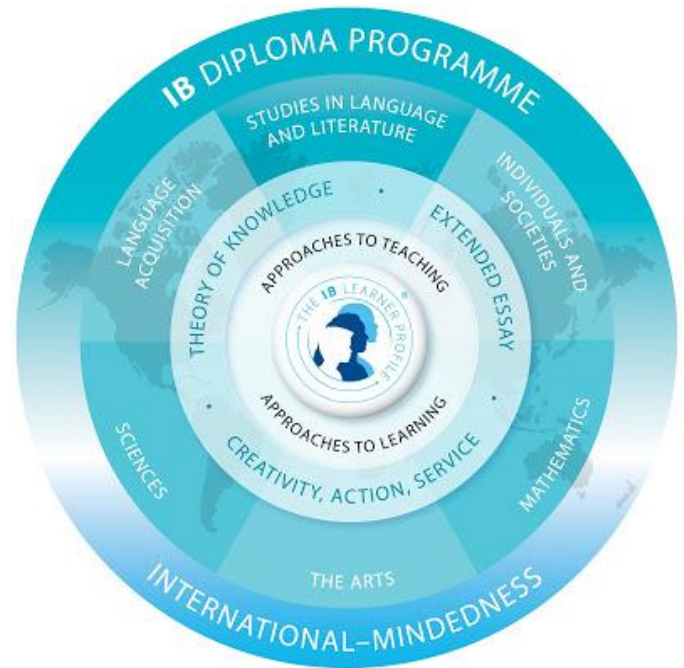 IB DIPLOMA PROGRAMME
STUDIES IN LANGUAGE
AND LITERATURE
LANGUAGE
ACQUISITION
INDIVIDUALS AND
SOCIETIES
THEORY OF KNOWLEDGE
EXTENDED ESSAY
APPROACHES TO TEACHING
THE IB LEARNER PROFILE
®
APPROACHES TO LEARNING
CREATIVITY, ACTION, SERVICE
SCIENCES
MATHEMATICS
THE ARTS
INTERNATIONAL–MINDEDNESS